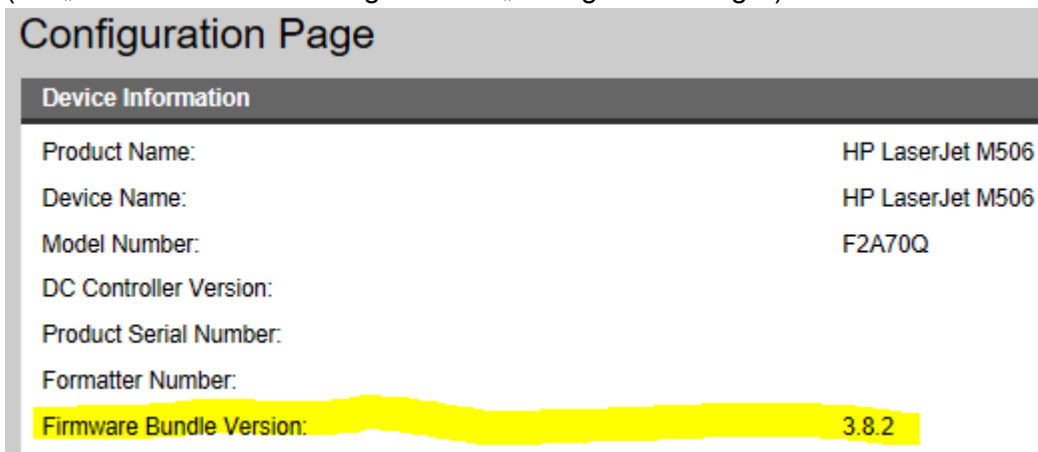 Configuration Page
Device Information
Product Name: HP LaserJet M506
Device Name: HP LaserJet M506
Model Number: F2A70Q
DC Controller Version:
Product Serial Number:
Formatter Number:
Firmware Bundle Version: 3.8.2